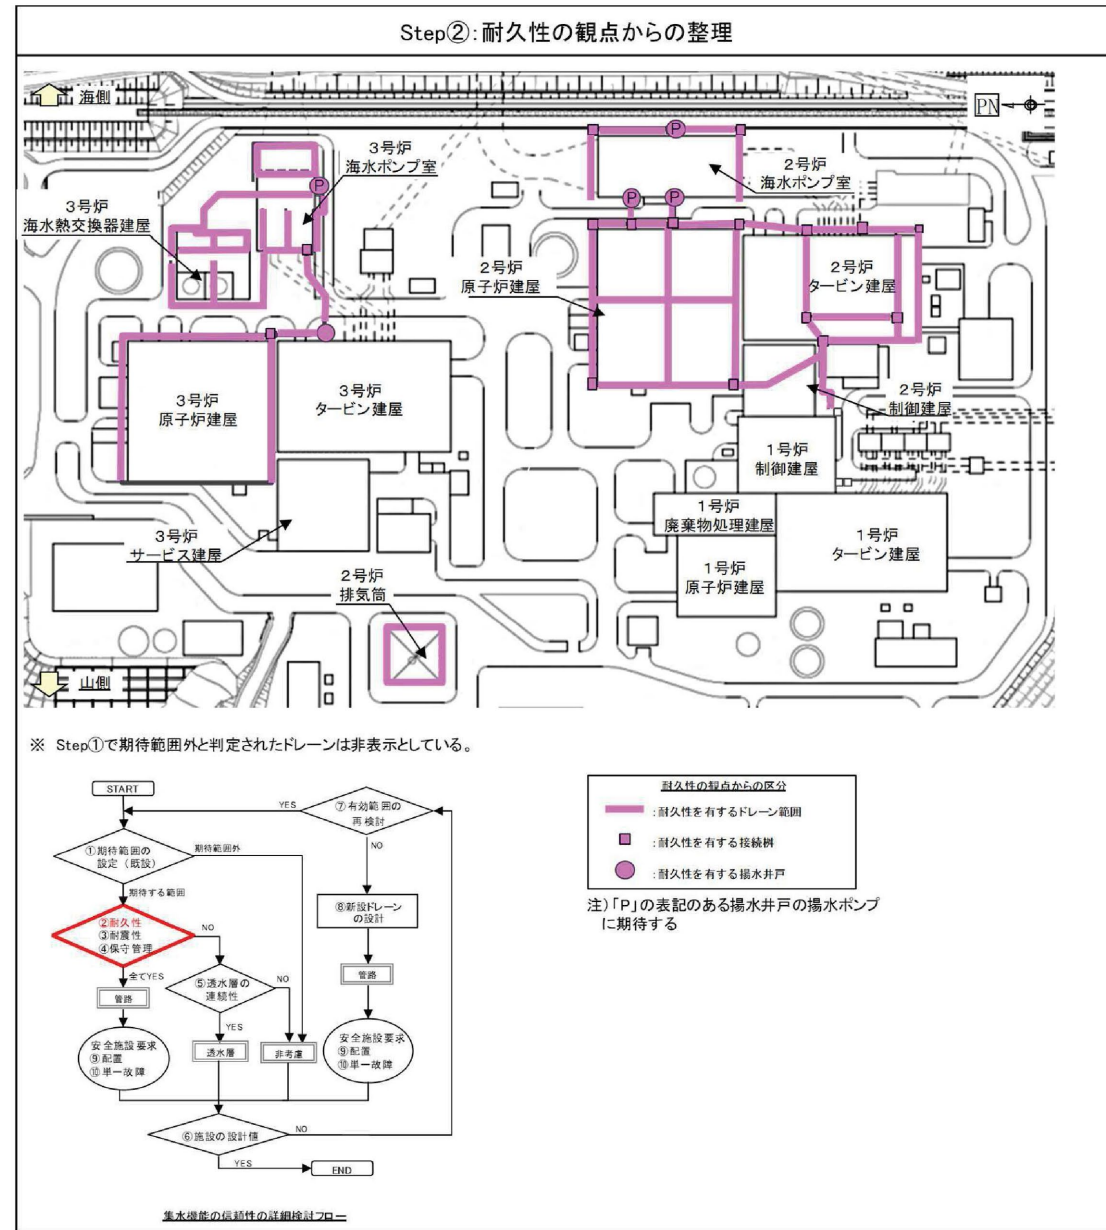 Step②:耐久性の観点からの整理
海側
PN
3号炉
海水ポンプ室
2号炉
海水ポンプ室
3号炉
海水熱交換器建屋
P
P
P
P
2号炉
原子炉建屋
2号炉
タービン建屋
3号炉
原子炉建屋
3号炉
タービン建屋
2号炉
制御建屋
1号炉
制御建屋
1号炉
廃棄物処理建屋
1号炉
タービン建屋
3号炉
サービス建屋
1号炉
原子炉建屋
2号炉
排気筒
山側
※ Step①で期待範囲外と判定されたドレーンは非表示としている。
START
YES
⑦有効範囲の
再検討
①期待範囲の
設定(既設)
期待範囲外
NO
期待する範囲
⑧新設ドレーン
の設計
②耐久性
③耐震性
④保守管理
NO
全てYES
⑤透水層の
連続性
NO
管路
管路
YES
安全施設要求
⑨配置
⑩単一故障
透水層
非考慮
安全施設要求
⑨配置
⑩単一故障
⑥施設の設計値
NO
YES
END
集水機能の信頼性の詳細検討フロー
耐久性の観点からの区分
:耐久性を有するドレーン範囲
:耐久性を有する接続桝
:耐久性を有する揚水井戸
注)「P」の表記のある揚水井戸の揚水ポンプ
に期待する